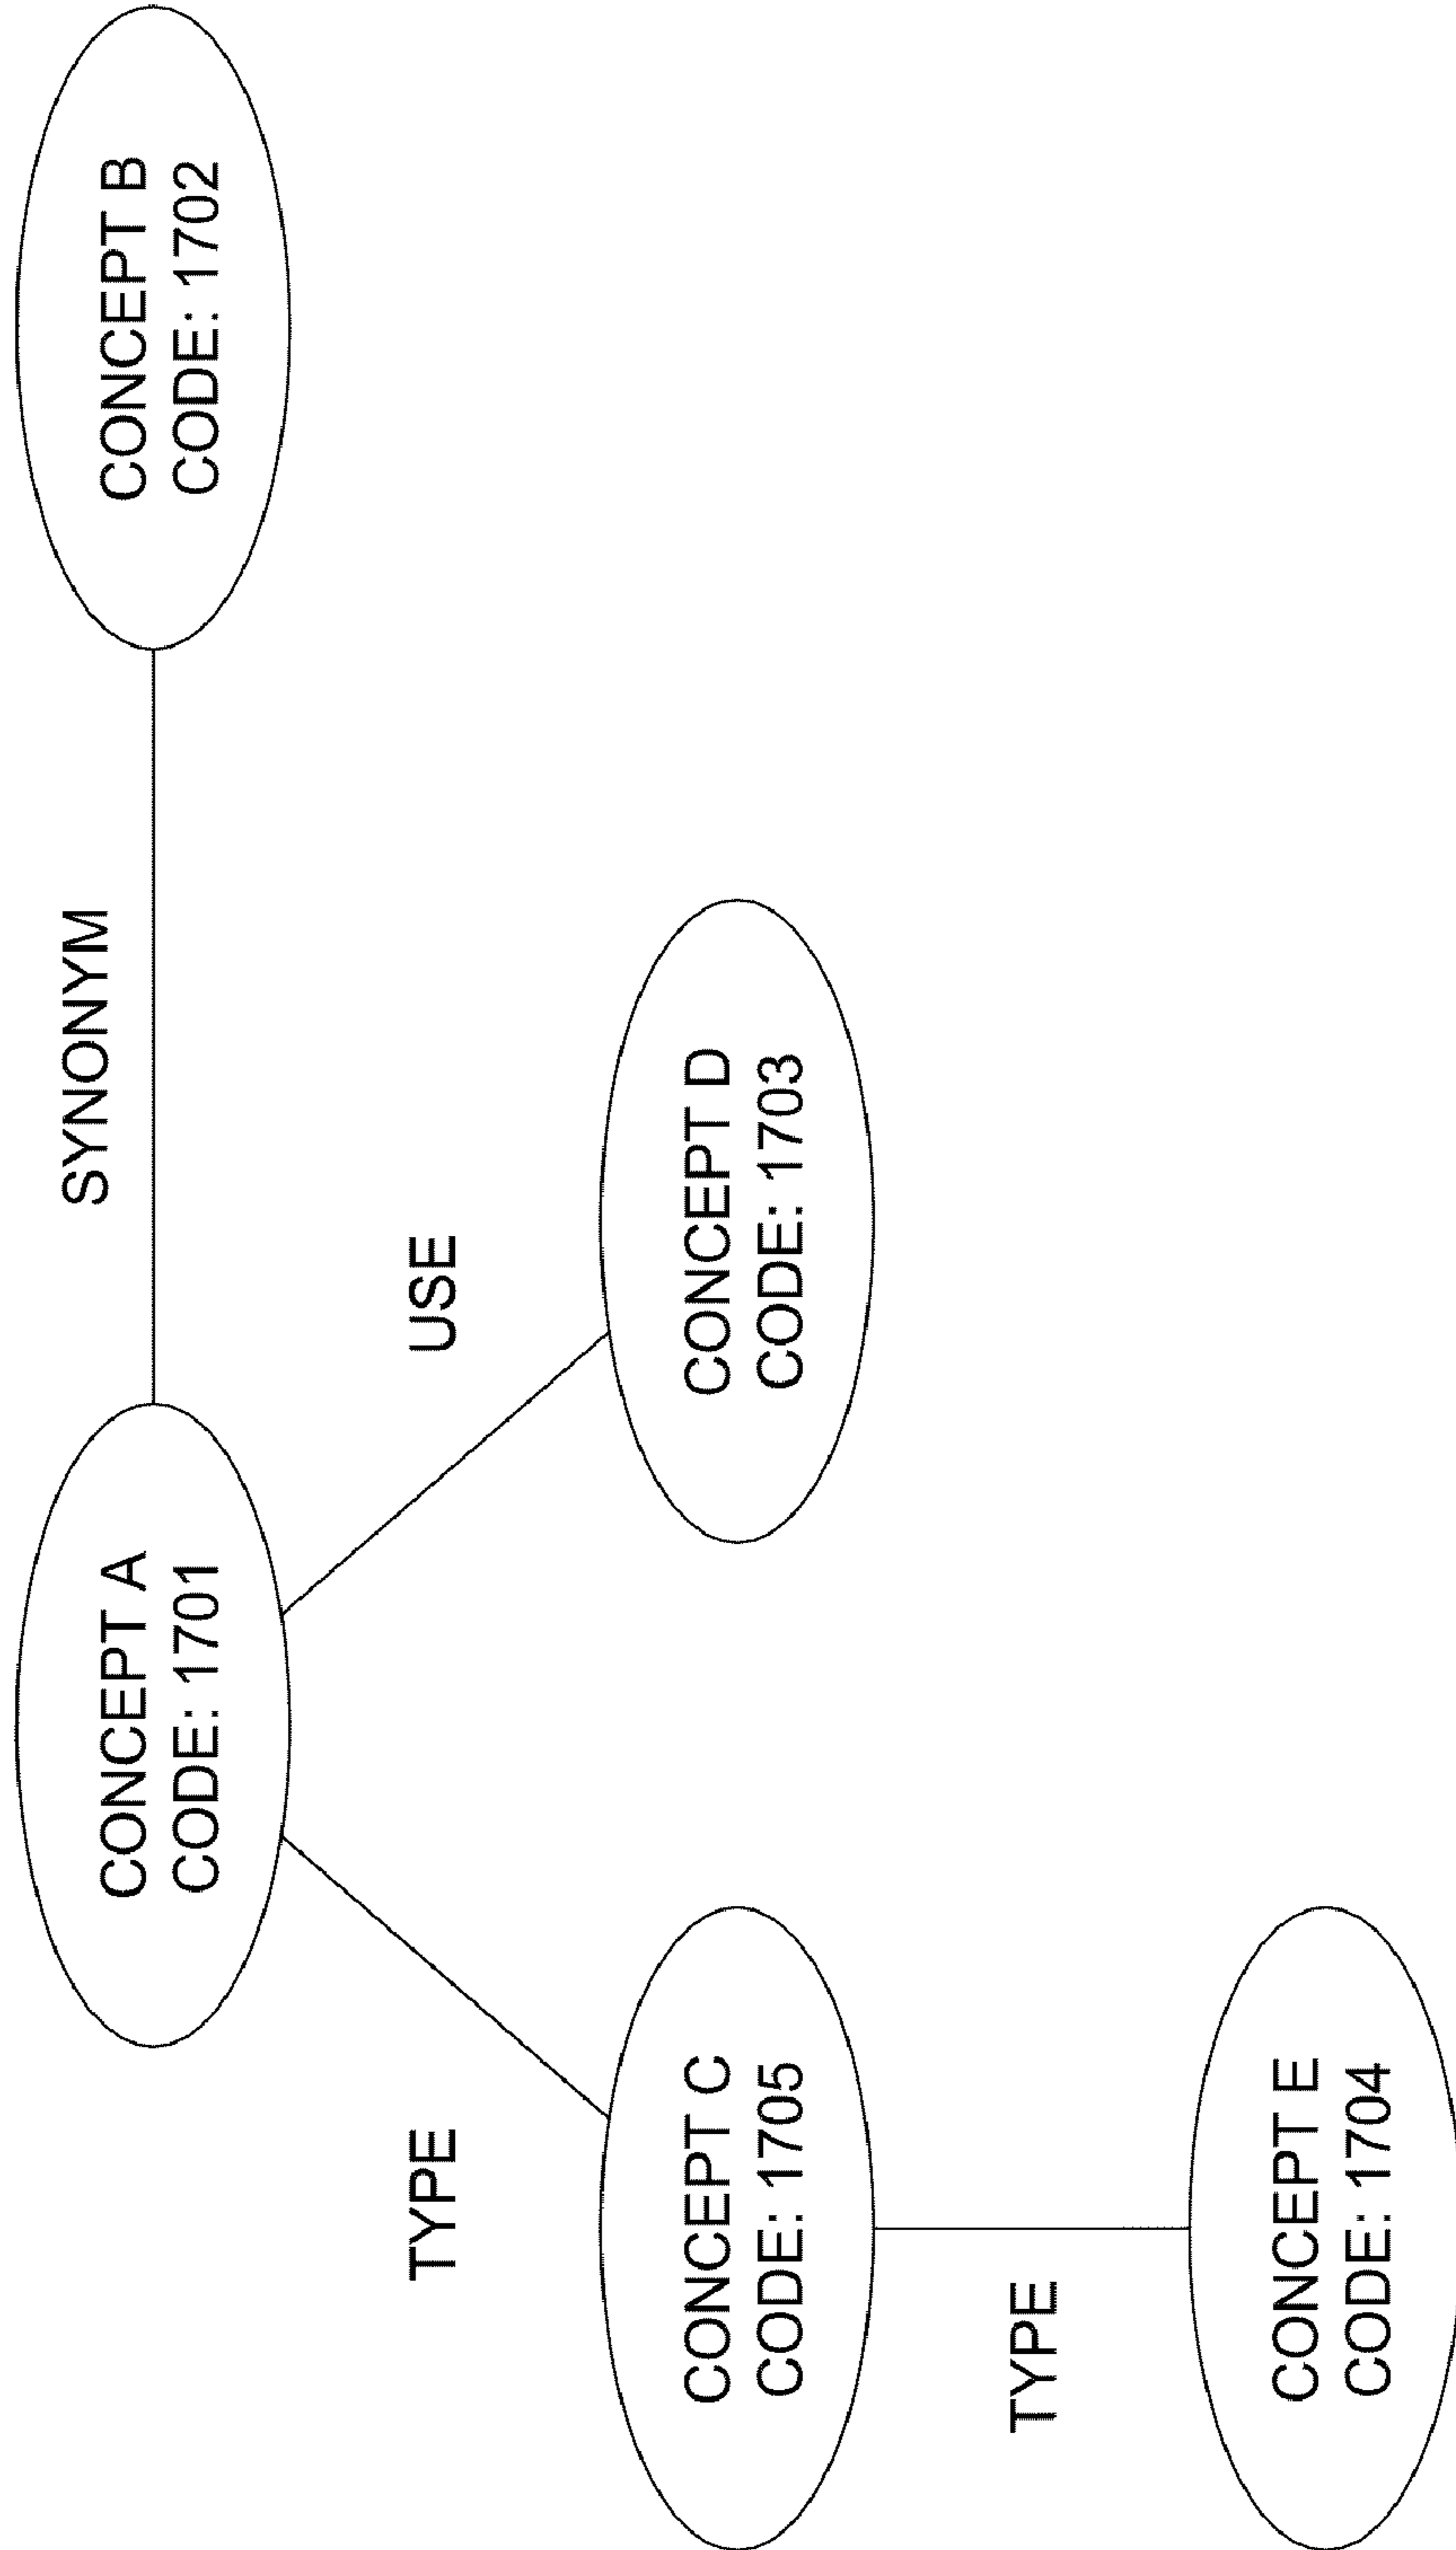 CONCEPT A
CODE: 1701
SYNONYM
CONCEPT B
CODE: 1702
TYPE
USE
CONCEPT C
CODE: 1705
CONCEPT D
CODE: 1703
TYPE
CONCEPT E
CODE: 1704